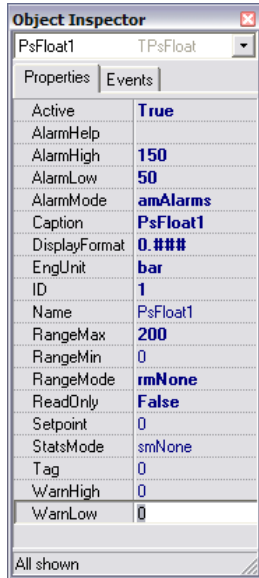 Object Inspector
PsFloat1 TPsFloat
Properties Events
Active True
AlarmHelp
AlarmHigh 150
AlarmLow 50
AlarmMode amAlarms
Caption PsFloat1
DisplayFormat 0.###
EngUnit bar
ID 1
Name PsFloat1
RangeMax 200
RangeMin 0
RangeMode rmNone
ReadOnly False
Setpoint 0
StatsMode smNone
Tag 0
WarnHigh 0
WarnLow 0
All shown